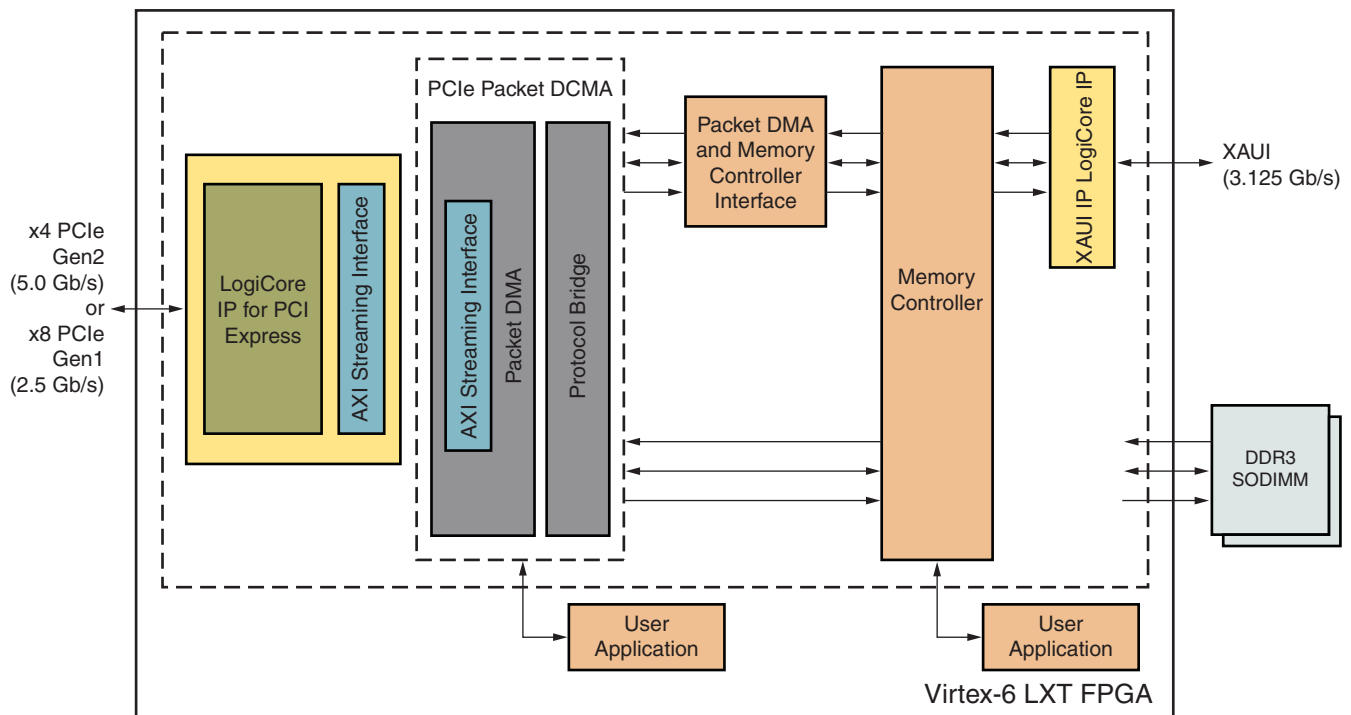 x4 PCIe
Gen2
(5.0 Gb/s)
or
x8 PCIe
Gen1
(2.5 Gb/s)
LogiCore
IP for PCI
Express
AXI Streaming Interface
PCIe Packet DCMA
AXI Streaming Interface
Packet DMA
Protocol Bridge
Packet DMA
and Memory
Controller
Interface
Memory
Controller
XAUI IP LogiCore IP
XAUI
(3.125 Gb/s)
DDR3
SODIMM
User
Application
User
Application
Virtex-6 LXT FPGA